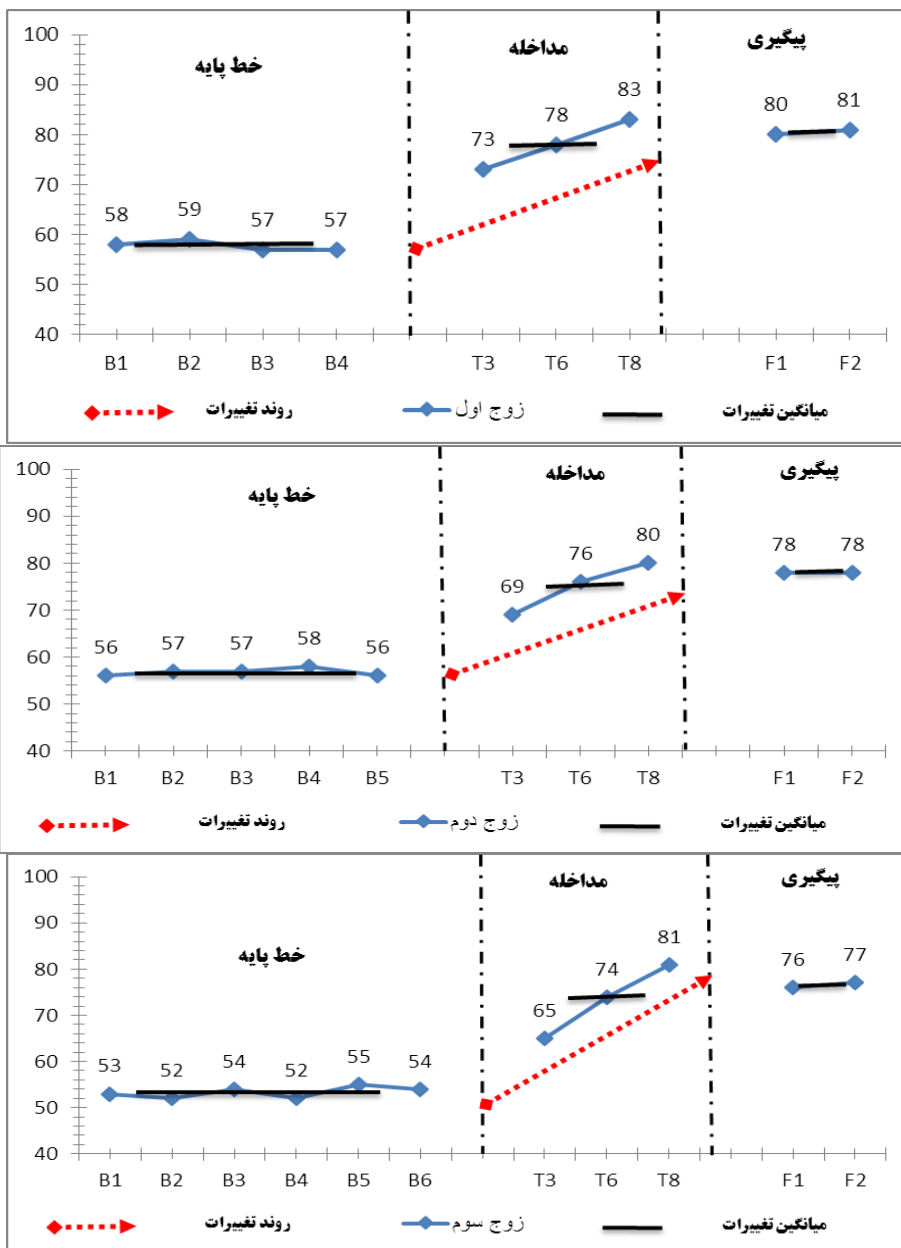 100
90
80
70
60
50
40
خط پایه
مداخله
پیگیری
58 59 57 57 73 78 83 80 81
B1 B2 B3 B4 T3 T6 T8 F1 F2
روند تغییرات زوج اول میانگین تغییرات
100
90
80
70
60
50
40
خط پایه
مداخله
پیگیری
56 57 57 58 56 69 76 80 78 78
B1 B2 B3 B4 B5 T3 T6 T8 F1 F2
روند تغییرات زوج دوم میانگین تغییرات
100
90
80
70
60
50
40
خط پایه
مداخله
پیگیری
53 52 54 52 55 54 65 74 81 76 77
B1 B2 B3 B4 B5 B6 T3 T6 T8 F1 F2
روند تغییرات زوج سوم میانگین تغییرات